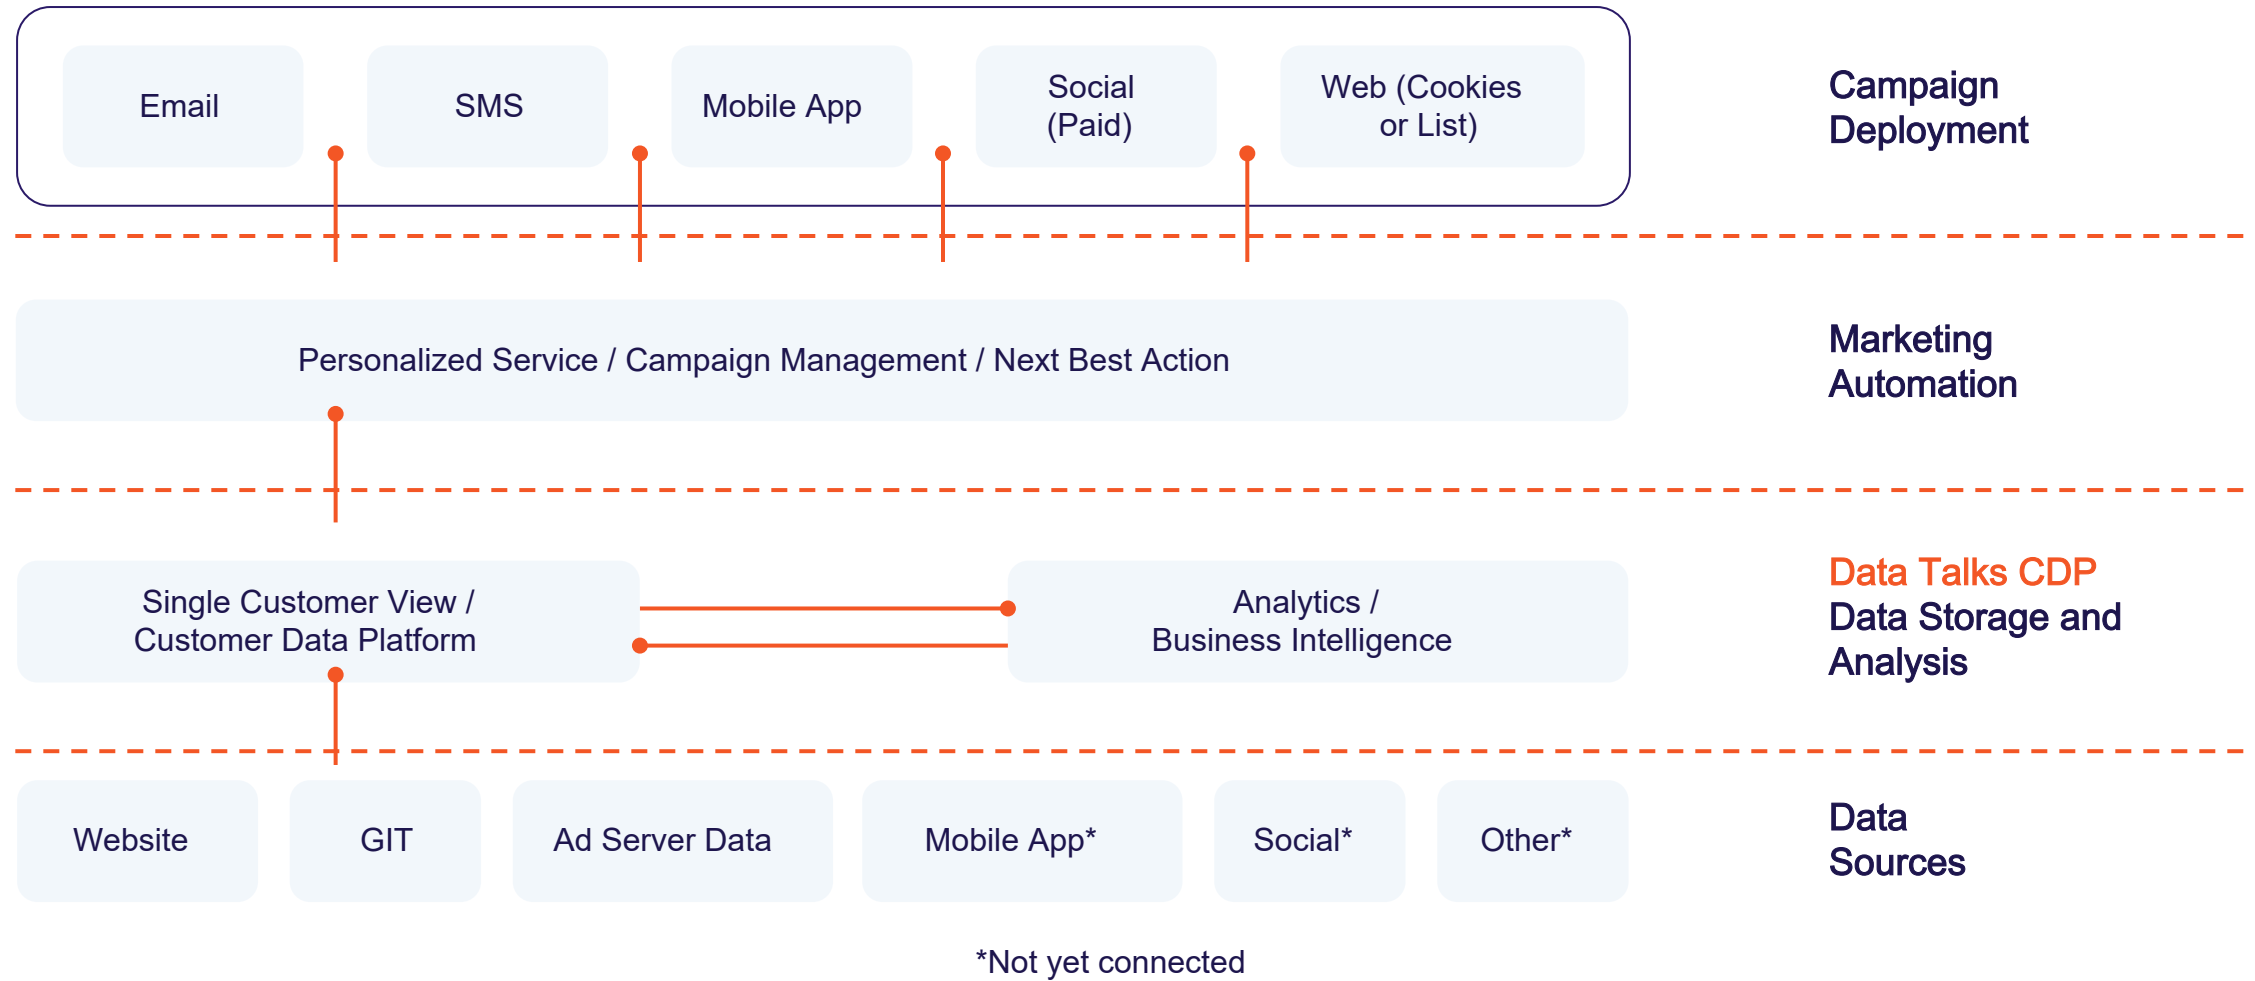 Email
SMS
Mobile App
Social
(Paid)
Web (Cookies
or List)
Campaign
Deployment
Personalized Service / Campaign Management / Next Best Action
Marketing
Automation
Single Customer View /
Customer Data Platform
Analytics /
Business Intelligence
Data Talks CDP
Data Storage and
Analysis
Website
GIT
Ad Server Data
Mobile App*
Social*
Other*
Data
Sources
*Not yet connected